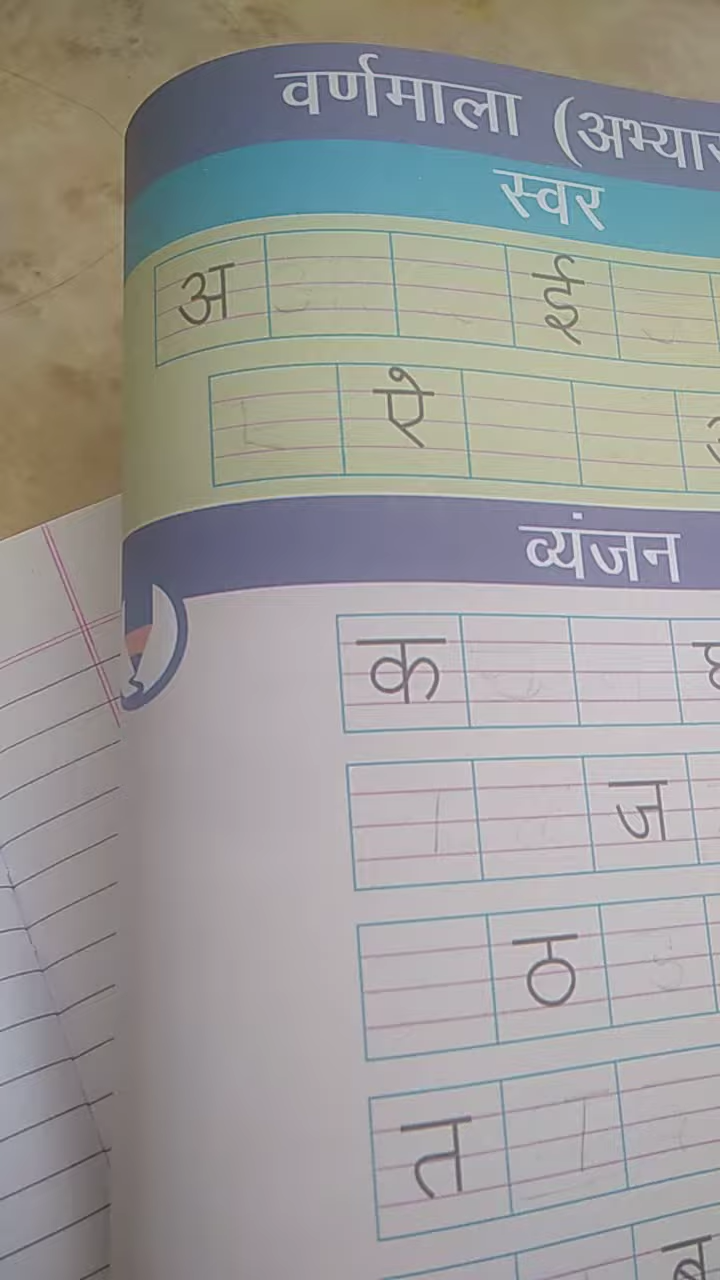 वर्णमाला (अभ्यास
स्वर
अ ई
ऐ
व्यंजन
क घ
ज
ठ
त
ब